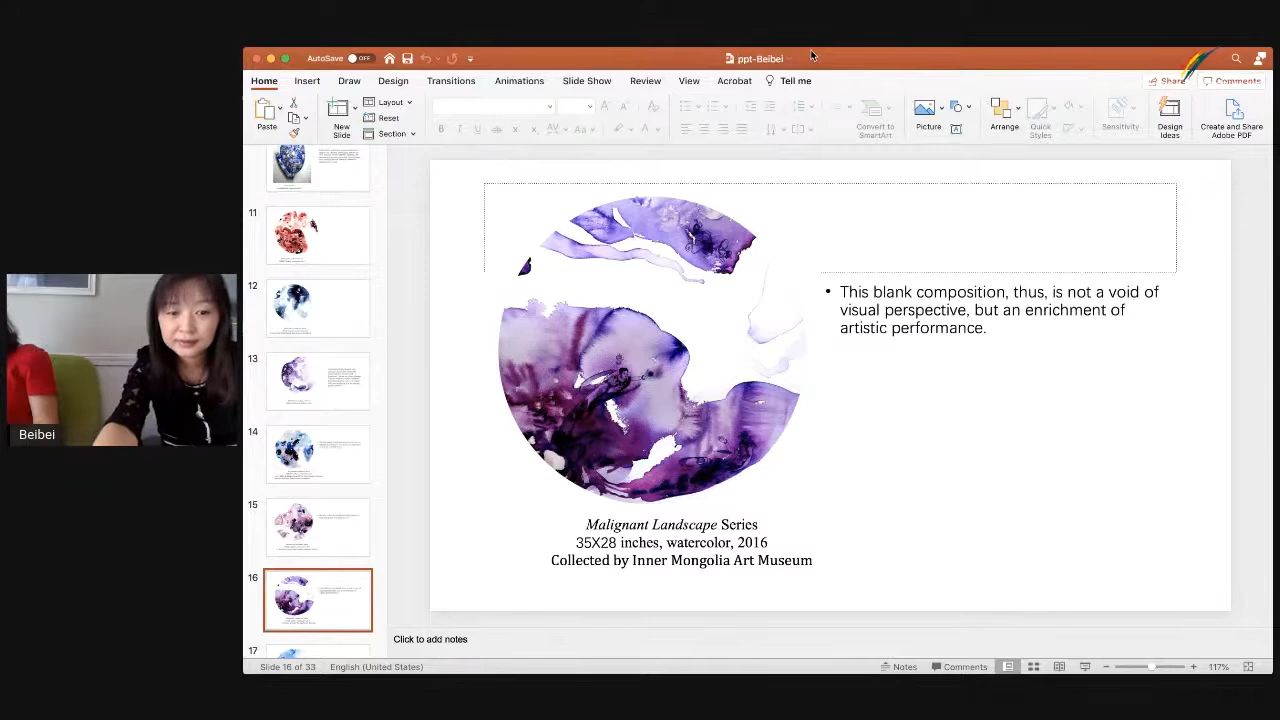 AutoSave OFF
ppt-Beibei
Home Insert Draw Design Transitions Animations Slide Show Review View Acrobat Tell me
Share Comments
Paste
New Slide
Layout
Reset
Section
Convert to SmartArt
Picture
Arrange
Quick Styles
Sensitivity
Design Ideas
Create and Share Adobe PDF
11
12
13
14
15
16
17
• This blank composition, thus, is not a void of
visual perspective, but an enrichment of
artistic performance.
Malignant Landscape Series
35X28 inches, watercolor, 2016
Collected by Inner Mongolia Art Museum
Beibei
Click to add notes
Slide 16 of 33 English (United States) Notes Comments 117%